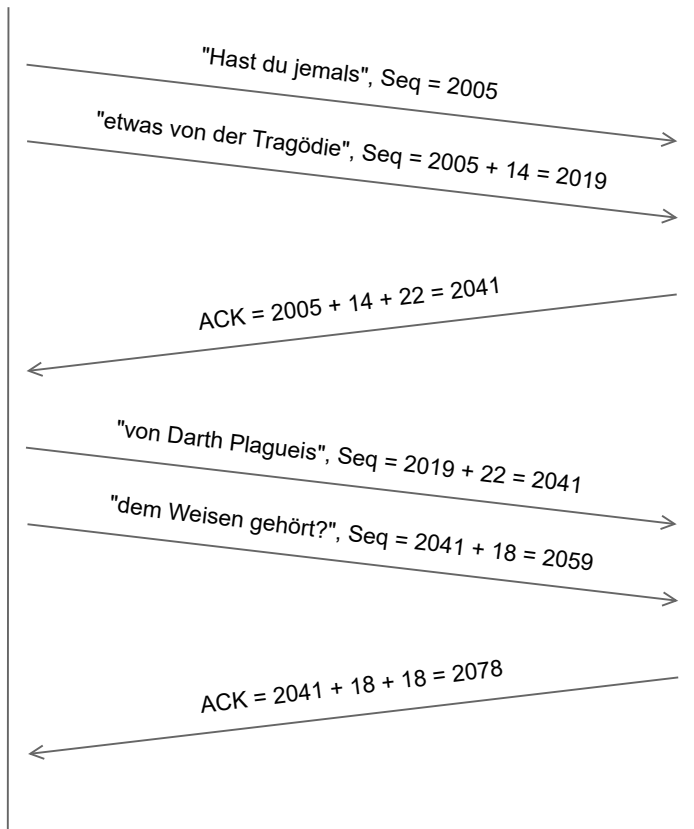 "Hast du jemals", Seq = 2005
"etwas von der Tragödie", Seq = 2005 + 14 = 2019
ACK = 2005 + 14 + 22 = 2041
"von Darth Plagueis", Seq = 2019 + 22 = 2041
"dem Weisen gehört?", Seq = 2041 + 18 = 2059
ACK = 2041 + 18 + 18 = 2078